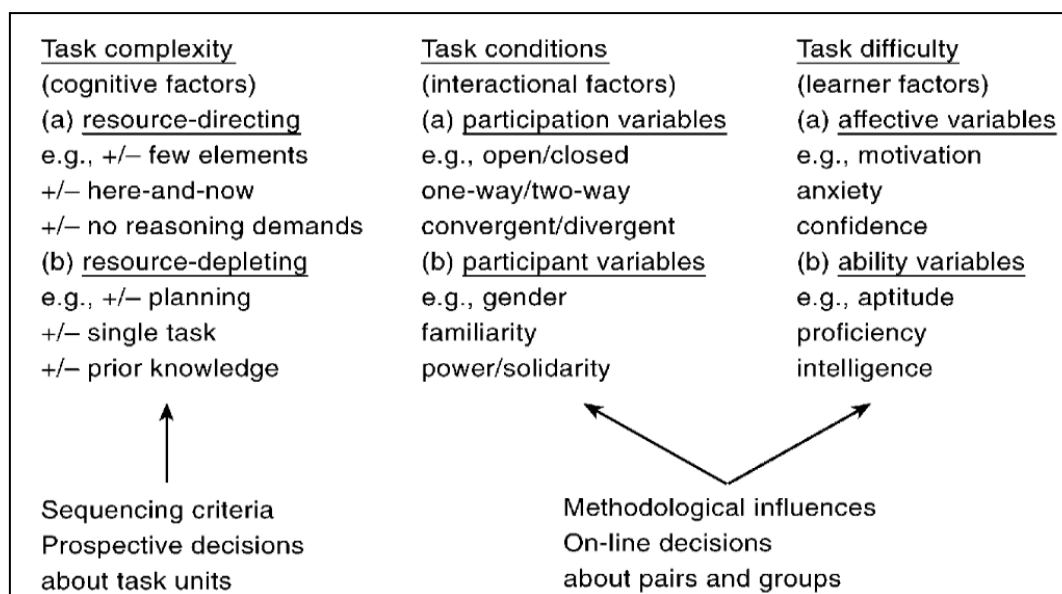 Task complexity
(cognitive factors)
(a) resource-directing
e.g., +/– few elements
+/– here-and-now
+/– no reasoning demands
(b) resource-depleting
e.g., +/– planning
+/– single task
+/– prior knowledge
Sequencing criteria
Prospective decisions
about task units
Task conditions
(interactional factors)
(a) participation variables
e.g., open/closed
one-way/two-way
convergent/divergent
(b) participant variables
e.g., gender
familiarity
power/solidarity
Task difficulty
(learner factors)
(a) affective variables
e.g., motivation
anxiety
confidence
(b) ability variables
e.g., aptitude
proficiency
intelligence
Methodological influences
On-line decisions
about pairs and groups